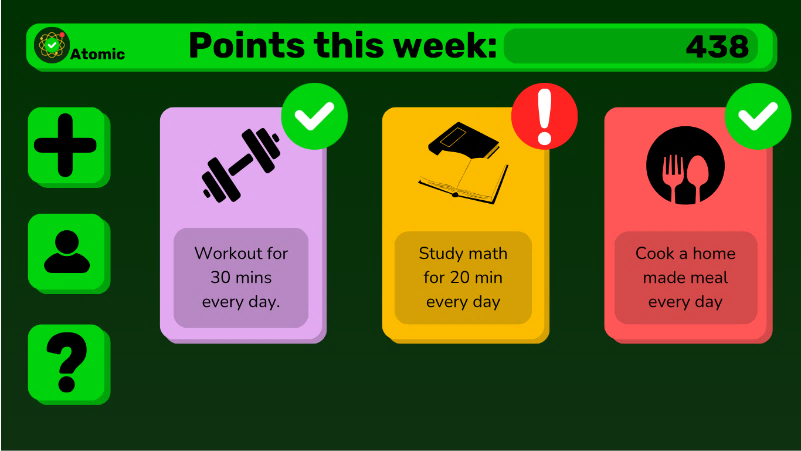 Atomic
Points this week:
438
Workout for
30 mins
every day.
Study math
for 20 min
every day
Cook a home
made meal
every day